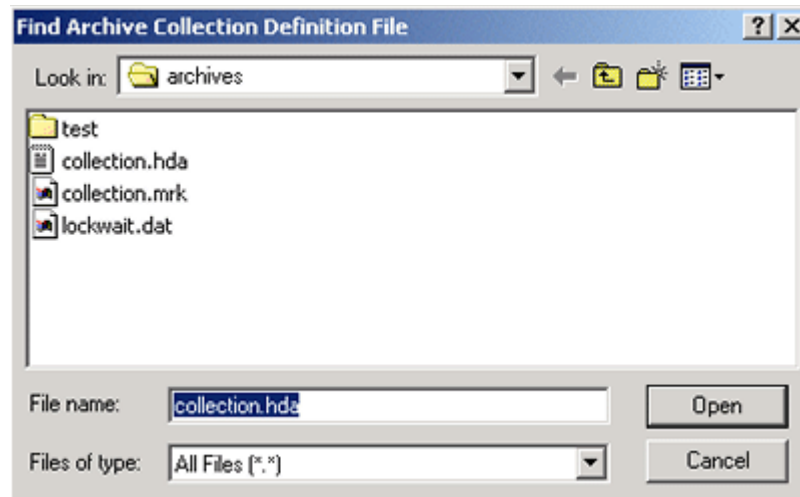 Find Archive Collection Definition File
Look in: archives
test
collection.hda
collection.mrk
lockwait.dat
File name: collection.hda Open
Files of type: All Files (*.*) Cancel